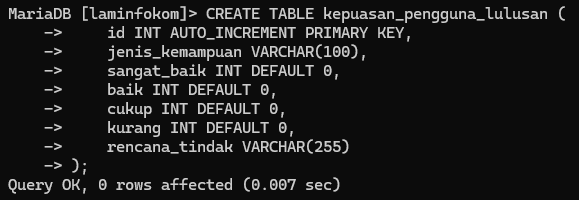 MariaDB [laminfokom]> CREATE TABLE kepuasan_pengguna_lulusan (
    ->     id INT AUTO_INCREMENT PRIMARY KEY,
    ->     jenis_kemampuan VARCHAR(100),
    ->     sangat_baik INT DEFAULT 0,
    ->     baik INT DEFAULT 0,
    ->     cukup INT DEFAULT 0,
    ->     kurang INT DEFAULT 0,
    ->     rencana_tindak VARCHAR(255)
    -> );
Query OK, 0 rows affected (0.007 sec)